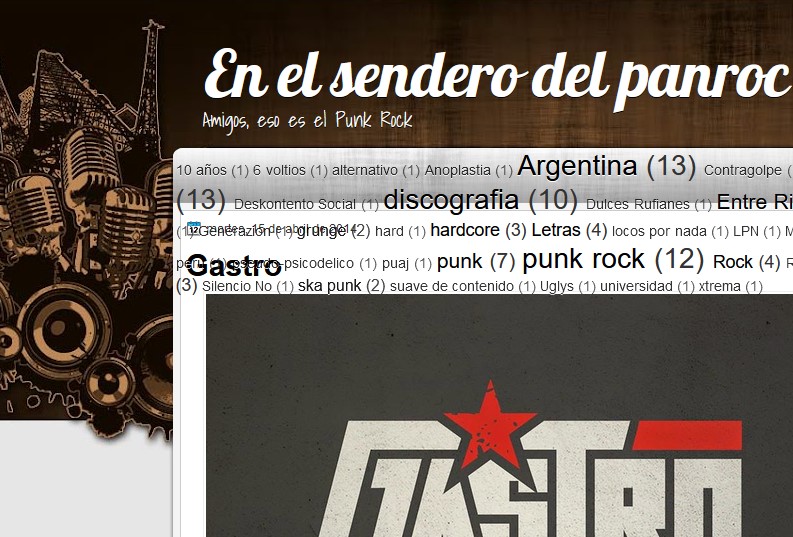 En el sendero del panroc
Amigos, eso es el Punk Rock
10 años (1) 6 voltios (1) alternativo (1) Anoplastia (1) Argentina (13) Contragolpe (
(13) Deskontento Social (1) discografia (10) Dulces Rufianes (1) Entre Ri
martes, 15 de abril de 2014
(1) Generazion (1) grunge (2) hard (1) hardcore (3) Letras (4) locos por nada (1) LPN (1) M
Gastro
peru (1) pseudo-psicodelico (1) puaj (1) punk (7) punk rock (12) Rock (4) R
(3) Silencio No (1) ska punk (2) suave de contenido (1) Uglys (1) universidad (1) xtrema (1)
GASTRO